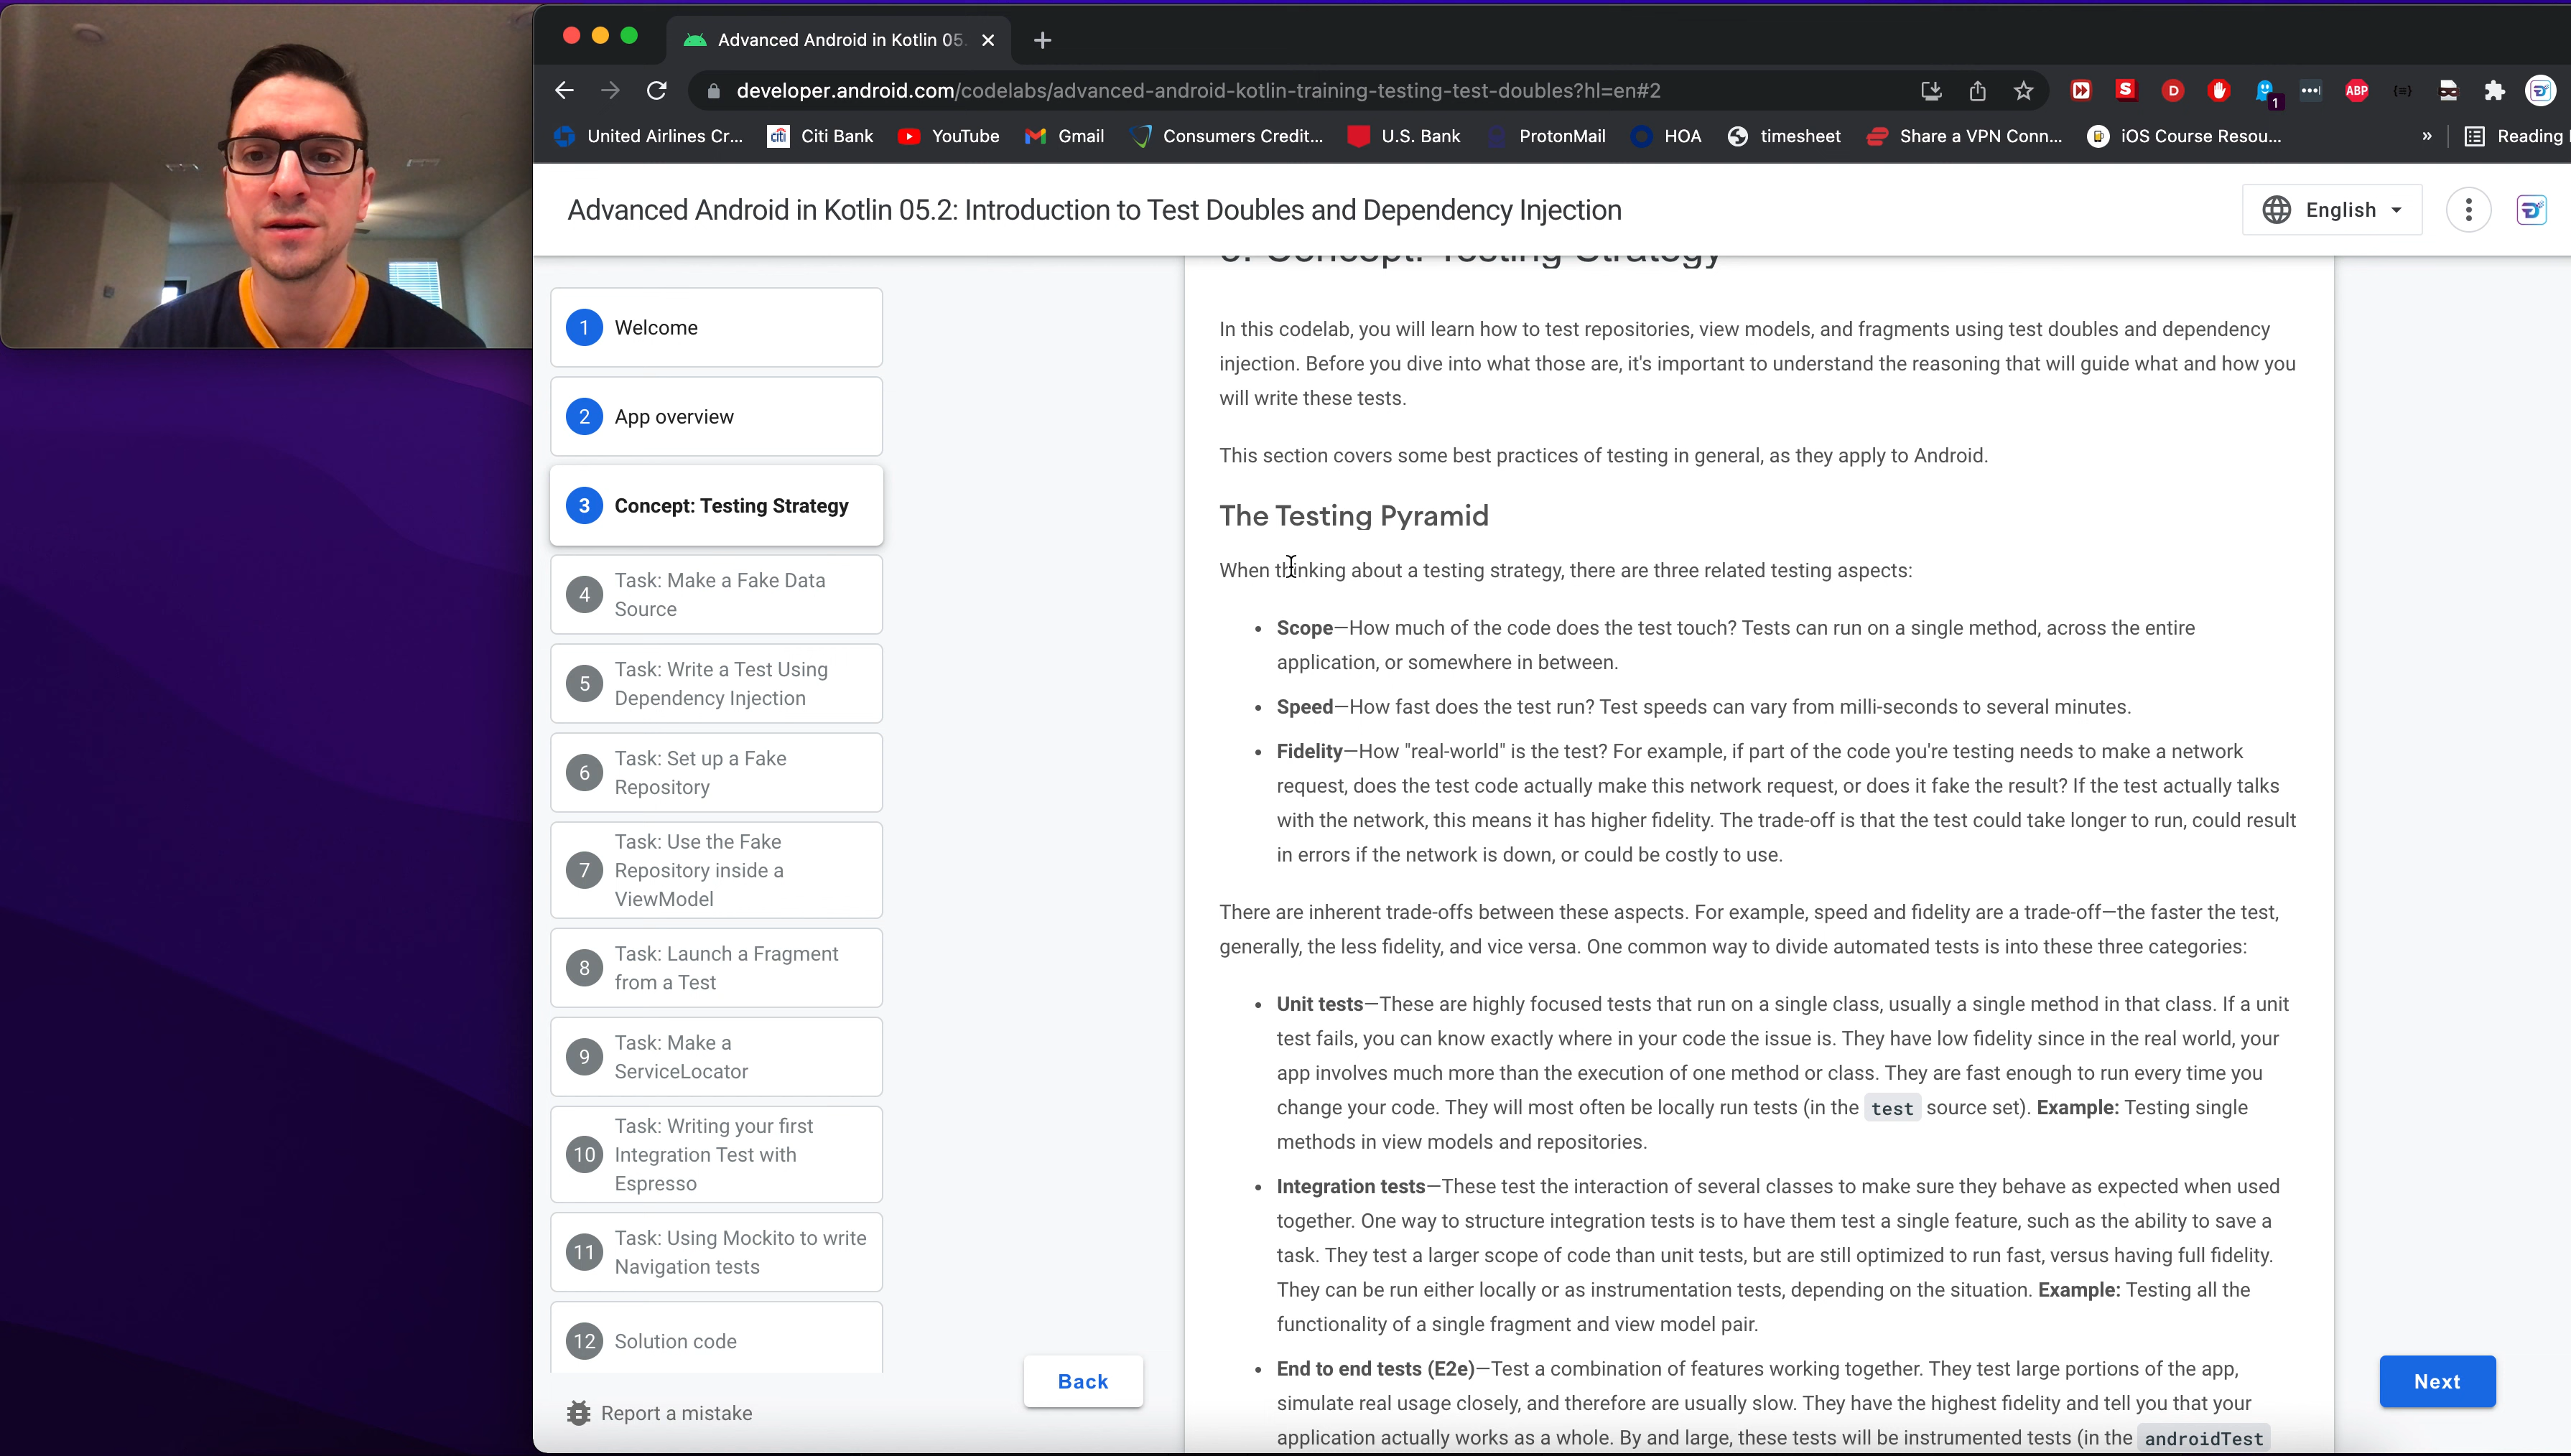 Advanced Android in Kotlin 05.
developer.android.com/codelabs/advanced-android-kotlin-training-testing-test-doubles?hl=en#2
S
D
1
ABP
United Airlines Cr...
citi
Citi Bank
YouTube
Gmail
Consumers Credit...
U.S. Bank
ProtonMail
HOA
timesheet
Share a VPN Conn...
iOS Course Resou...
»
Reading
Advanced Android in Kotlin 05.2: Introduction to Test Doubles and Dependency Injection
English
1 Welcome
2 App overview
3 Concept: Testing Strategy
4 Task: Make a Fake Data
Source
5 Task: Write a Test Using
Dependency Injection
6 Task: Set up a Fake
Repository
7 Task: Use the Fake
Repository inside a
ViewModel
8 Task: Launch a Fragment
from a Test
9 Task: Make a
ServiceLocator
10 Task: Writing your first
Integration Test with
Espresso
11 Task: Using Mockito to write
Navigation tests
12 Solution code
Report a mistake
Concept: Testing Strategy
In this codelab, you will learn how to test repositories, view models, and fragments using test doubles and dependency
injection. Before you dive into what those are, it's important to understand the reasoning that will guide what and how you
will write these tests.
This section covers some best practices of testing in general, as they apply to Android.
The Testing Pyramid
When thinking about a testing strategy, there are three related testing aspects:
• Scope—How much of the code does the test touch? Tests can run on a single method, across the entire
application, or somewhere in between.
• Speed—How fast does the test run? Test speeds can vary from milli-seconds to several minutes.
• Fidelity—How "real-world" is the test? For example, if part of the code you're testing needs to make a network
request, does the test code actually make this network request, or does it fake the result? If the test actually talks
with the network, this means it has higher fidelity. The trade-off is that the test could take longer to run, could result
in errors if the network is down, or could be costly to use.
There are inherent trade-offs between these aspects. For example, speed and fidelity are a trade-off—the faster the test,
generally, the less fidelity, and vice versa. One common way to divide automated tests is into these three categories:
• Unit tests—These are highly focused tests that run on a single class, usually a single method in that class. If a unit
test fails, you can know exactly where in your code the issue is. They have low fidelity since in the real world, your
app involves much more than the execution of one method or class. They are fast enough to run every time you
change your code. They will most often be locally run tests (in the test source set). Example: Testing single
methods in view models and repositories.
• Integration tests—These test the interaction of several classes to make sure they behave as expected when used
together. One way to structure integration tests is to have them test a single feature, such as the ability to save a
task. They test a larger scope of code than unit tests, but are still optimized to run fast, versus having full fidelity.
They can be run either locally or as instrumentation tests, depending on the situation. Example: Testing all the
functionality of a single fragment and view model pair.
• End to end tests (E2e)—Test a combination of features working together. They test large portions of the app,
simulate real usage closely, and therefore are usually slow. They have the highest fidelity and tell you that your
application actually works as a whole. By and large, these tests will be instrumented tests (in the androidTest
Back
Next